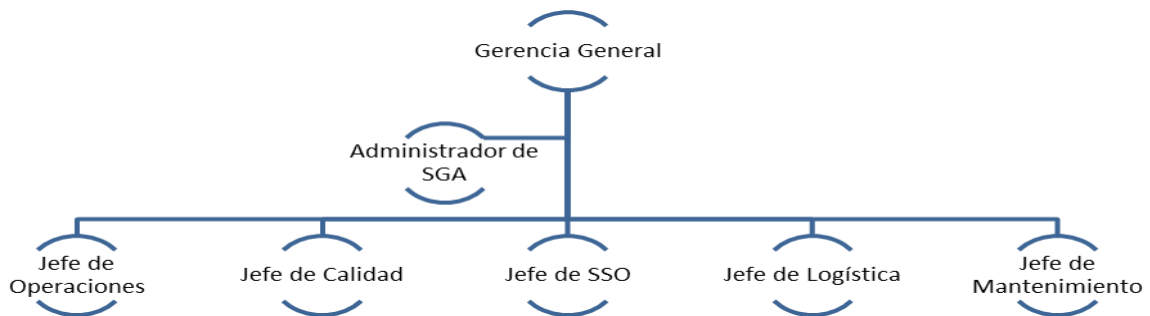 Gerencia General
Administrador de
SGA
Jefe de
Operaciones
Jefe de Calidad
Jefe de SSO
Jefe de Logística
Jefe de
Mantenimiento